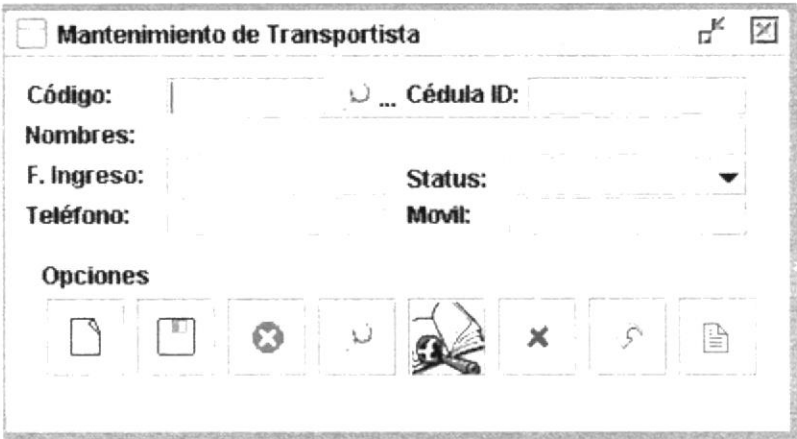 Mantenimiento de Transportista
Código: ... Cédula ID:
Nombres:
F. Ingreso: Status:
Teléfono: Movil:
Opciones